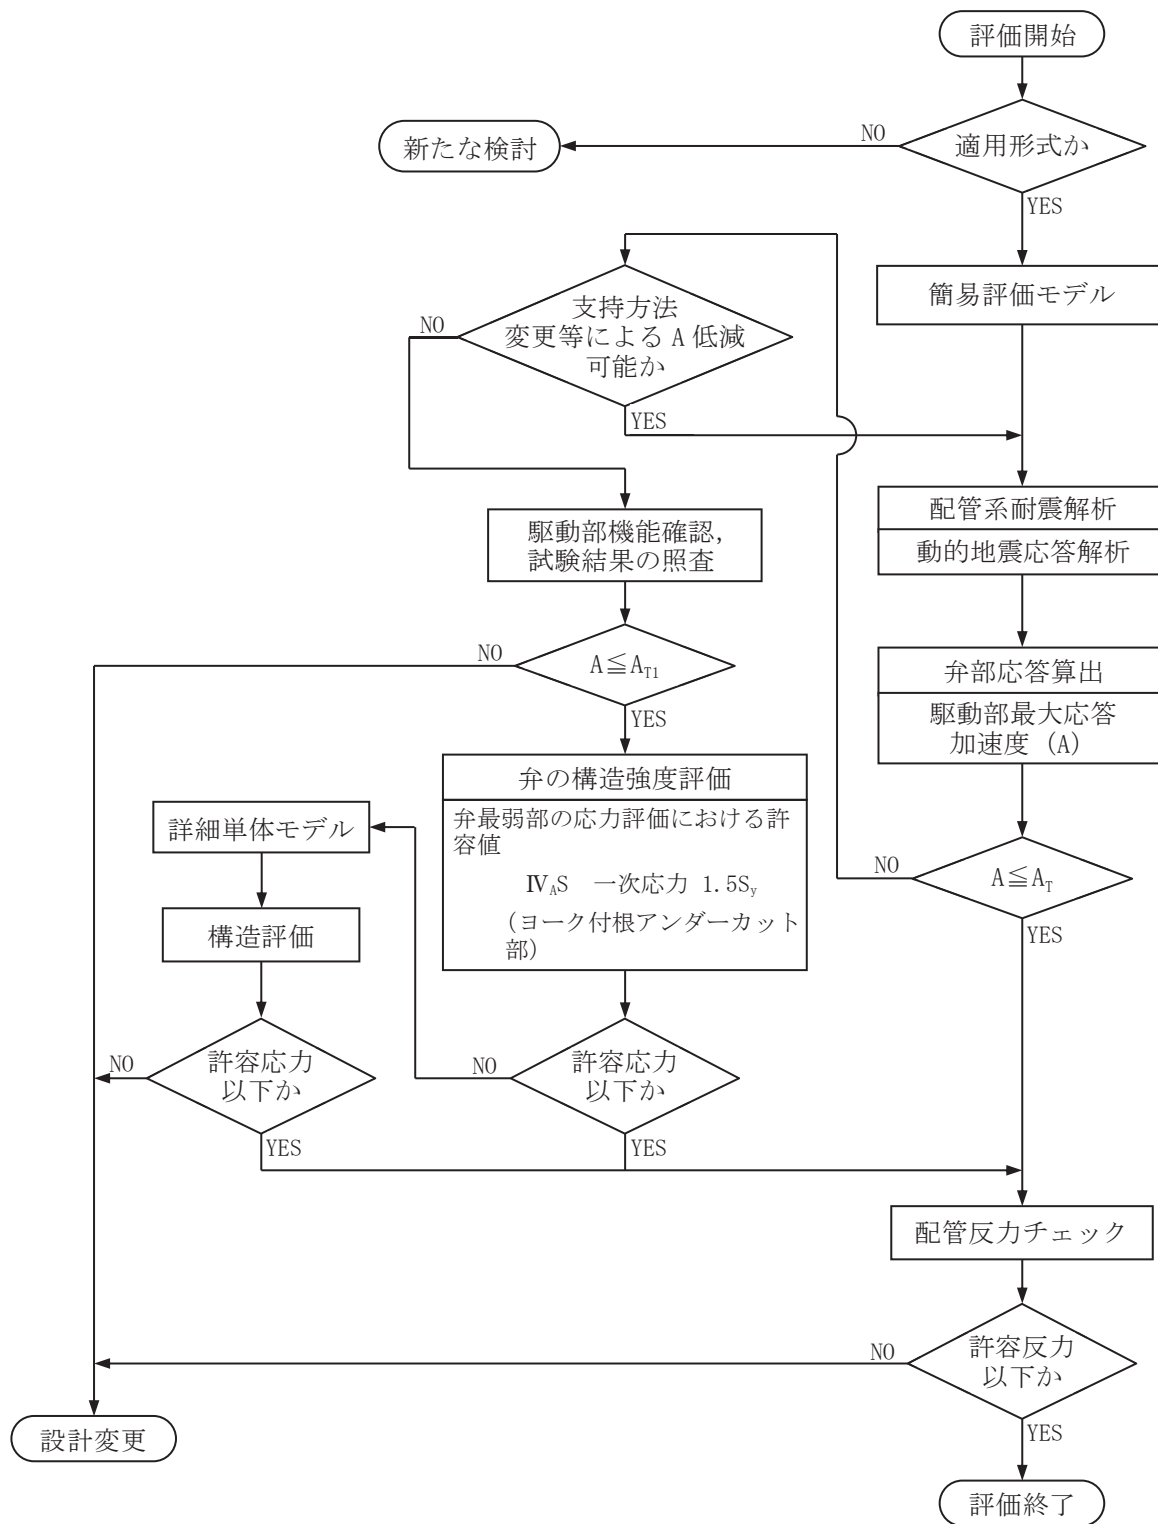 評価開始
適用形式か
NO
YES
新たな検討
簡易評価モデル
支持方法
変更等による A 低減
可能か
NO
YES
配管系耐震解析
動的地震応答解析
駆動部機能確認,
試験結果の照査
弁部応答算出
駆動部最大応答
加速度 (A)
A≦A_T1
NO
YES
弁の構造強度評価
弁最弱部の応力評価における許
容値
Ⅳ_AS 一次応力 1.5S_y
(ヨーク付根アンダーカット
部)
詳細単体モデル
構造評価
A≦A_T
NO
YES
許容応力
以下か
NO
YES
許容応力
以下か
NO
YES
配管反力チェック
許容反力
以下か
NO
YES
設計変更
評価終了